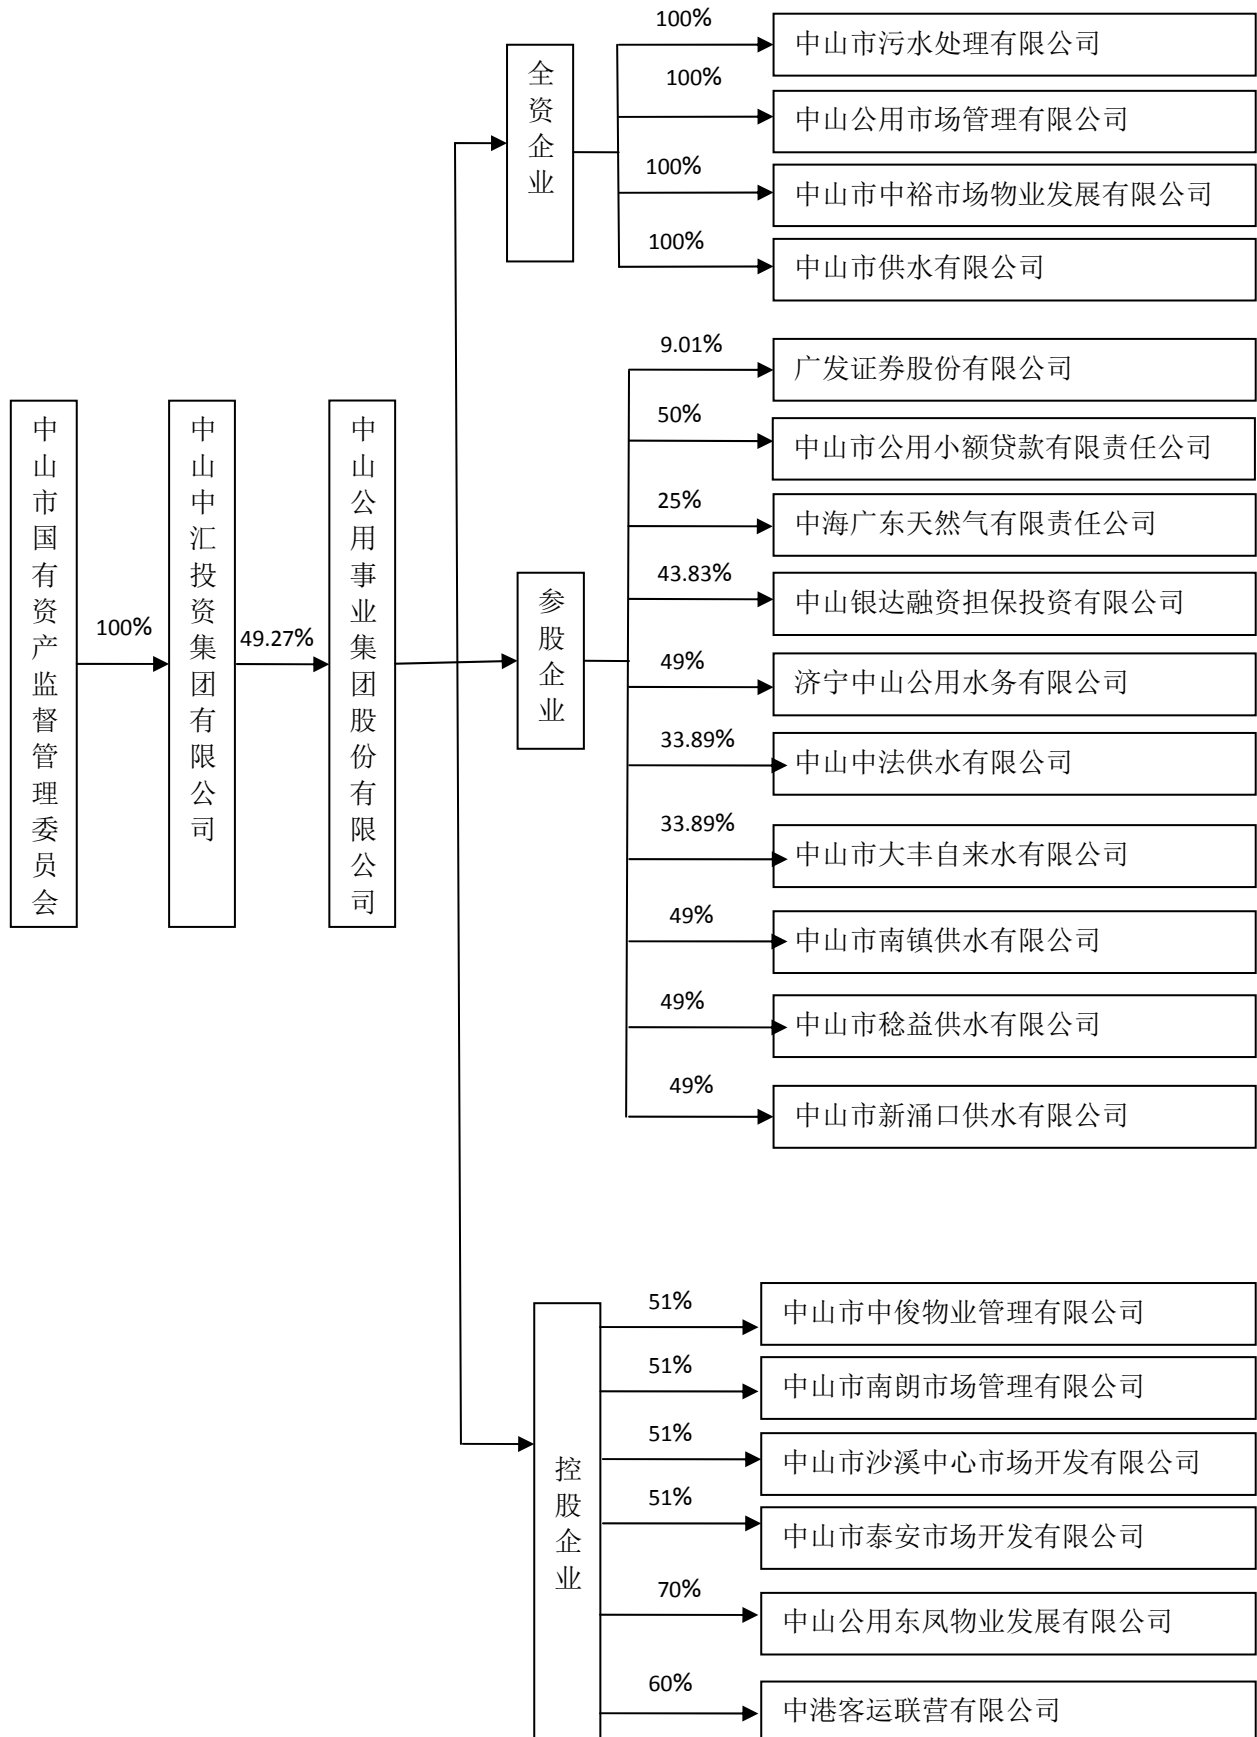 中山市国有资产监督管理委员会
100%
中山中汇投资集团有限公司
49.27%
中山公用事业集团股份有限公司
全资企业
100%
中山市污水处理有限公司
100%
中山公用市场管理有限公司
100%
中山市中裕市场物业发展有限公司
100%
中山市供水有限公司
参股企业
9.01%
广发证券股份有限公司
50%
中山市公用小额贷款有限责任公司
25%
中海广东天然气有限责任公司
43.83%
中山银达融资担保投资有限公司
49%
济宁中山公用水务有限公司
33.89%
中山中法供水有限公司
33.89%
中山市大丰自来水有限公司
49%
中山市南镇供水有限公司
49%
中山市稔益供水有限公司
49%
中山市新涌口供水有限公司
控股企业
51%
中山市中俊物业管理有限公司
51%
中山市南朗市场管理有限公司
51%
中山市沙溪中心市场开发有限公司
51%
中山市泰安市场开发有限公司
70%
中山公用东凤物业发展有限公司
60%
中港客运联营有限公司